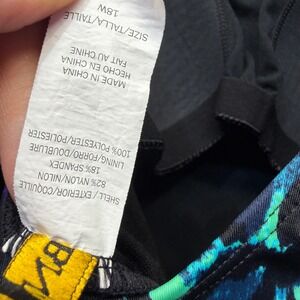 SHELL / EXTERIOR/COQUILLE
82% NYLON/NILON
18% SPANDEX
LINING/FORRO/DOUBLURE
100% POLYESTER/POLIESTER
MADE IN CHINA
HECHO EN CHINA
FAIT AU CHINE
SIZE/TALLA/TAILLE
18W